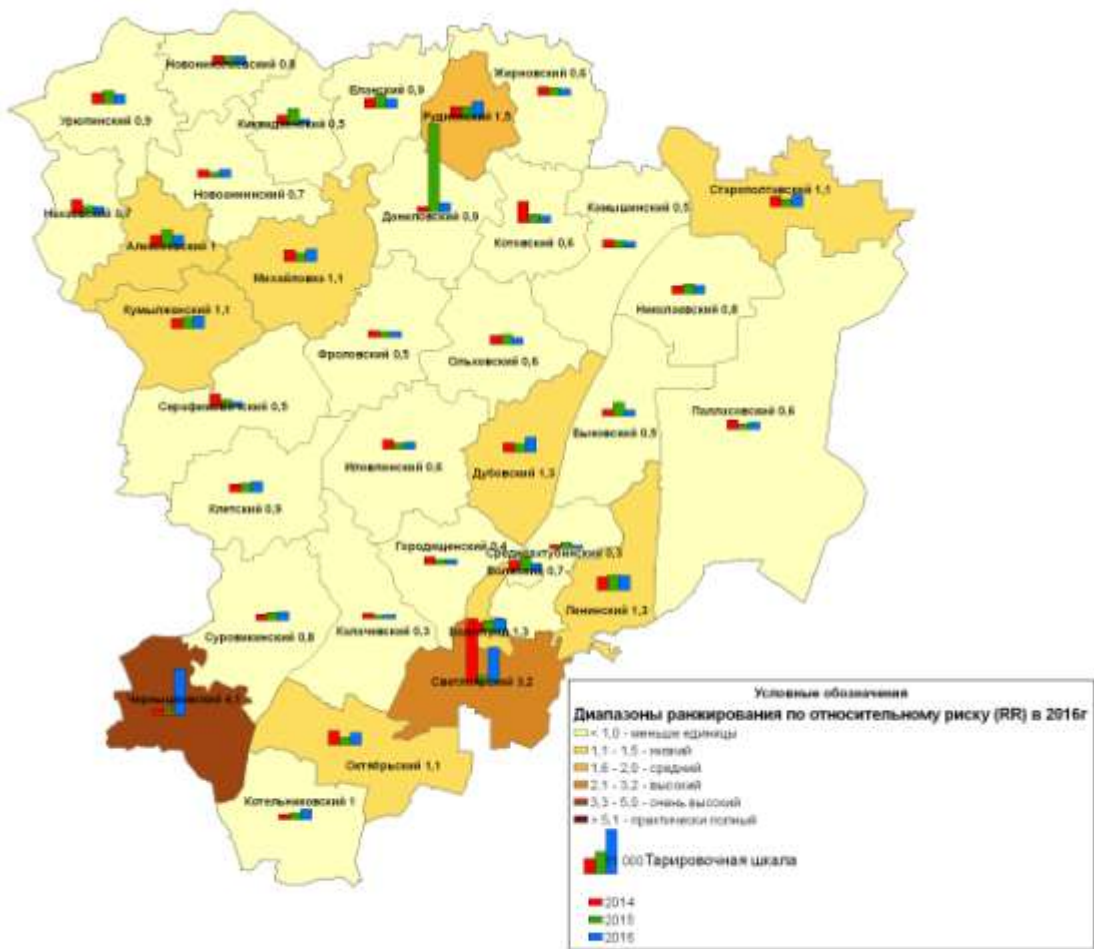 Новониколаевский 0,8
Урюпинский 0,9
Киквидзенский 0,5
Еланский 0,9
Руднянский 1,5
Жирновский 0,6
Новоаннинский 0,7
Нехаевский 0,7
Алексеевский 1
Михайловка 1,1
Даниловский 0,9
Котовский 0,6
Камышинский 0,5
Старополтавский 1,1
Кумылженский 1,1
Николаевский 0,8
Фроловский 0,5
Ольховский 0,6
Серафимовичский 0,5
Быковский 0,5
Палласовский 0,6
Иловлинский 0,6
Дубовский 1,3
Клетский 0,9
Городищенский 0,4
Среднеахтубинский 0,3
Волжский 0,7
Ленинский 1,3
Суровикинский 0,8
Калачевский 0,3
Волгоград 1,3
Светлоярский 3,2
Чернышковский
Октябрьский 1,1
Котельниковский 1
Условные обозначения
Диапазоны ранжирования по относительному риску (RR) в 2016г
< 1,0 - меньше единицы
1,1 - 1,5 - низкий
1,6 - 2,0 - средний
2,1 - 3,2 - высокий
3,3 - 5,0 - очень высокий
> 5,1 - практически полный
000 Тарировочная шкала
2014
2015
2016